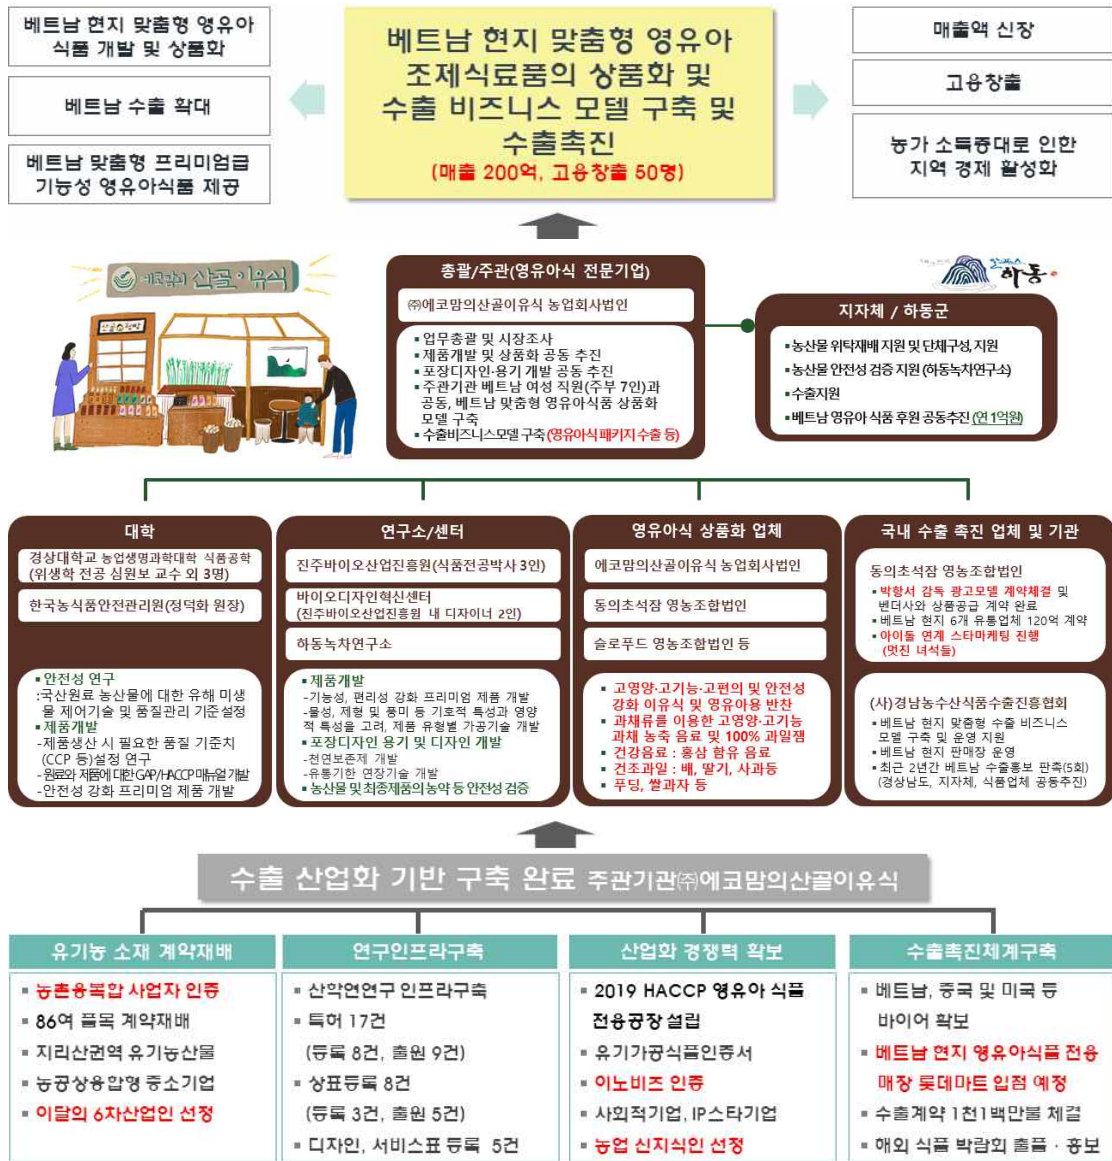 베트남 현지 맞춤형 영유아
식품 개발 및 상품화
베트남 수출 확대
베트남 맞춤형 프리미엄급
기능성 영유아식품 제공
베트남 현지 맞춤형 영유아
조제식료품의 상품화 및
수출 비즈니스 모델 구축 및
수출촉진
(매출 200억, 고용창출 50명)
매출액 신장
고용창출
농가 소득증대로 인한
지역 경제 활성화
에코맘의 산골이유식
총괄/주관(영유아식 전문기업)
㈜에코맘의산골이유식 농업회사법인
▪ 업무총괄 및 시장조사
▪ 제품개발 및 상품화 공동 추진
▪ 포장디자인·용기 개발 공동 추진
▪ 주관기관 베트남 여성 직원(주부 7인)과
공동, 베트남 맞춤형 영유아식품 상품화
모델 구축
▪ 수출비즈니스모델 구축 (영유아식 패키지 수출 등)
하동
지자체 / 하동군
▪ 농산물 위탁재배 지원 및 단체구성, 지원
▪ 농산물 안전성 검증 지원 (하동녹차연구소)
▪ 수출지원
▪ 베트남 영유아 식품 후원 공동추진 (연 1억원)
대학
경상대학교 농업생명과학대학 식품공학
(위생학 전공 심원보 교수 외 3명)
한국농식품안전관리원(정덕화 원장)
▪ 안전성 연구
:국산원료 농산물에 대한 유해 미생
물 제어기술 및 품질관리 기준설정
▪ 제품개발
-제품생산 시 필요한 품질 기준치
(CCP 등)설정 연구
-원료와 제품에 대한 GAP/HACCP 매뉴얼 개발
-안전성 강화 프리미엄 제품 개발
연구소/센터
진주바이오산업진흥원(식품전공박사 3인)
바이오디자인혁신센터
(진주바이오산업진흥원 내 디자이너 2인)
하동녹차연구소
▪ 제품개발
-기능성, 편리성 강화 프리미엄 제품 개발
-물성, 제형 및 풍미 등 기호적 특성과 영양
적 특성을 고려, 제품 유형별 가공기술 개발
▪ 포장디자인 용기 및 디자인 개발
-천연보존제 개발
-유통기한 연장기술 개발
▪ 농산물 및 최종제품의 농약 등 안전성 검증
영유아식 상품화 업체
에코맘의산골이유식 농업회사법인
동의초석잠 영농조합법인
슬로푸드 영농조합법인 등
▪ 고영양·고기능·고편의 및 안전성
강화 이유식 및 영유아용 반찬
▪ 과채류를 이용한 고영양·고기능
과채 농축 음료 및 100% 과일잼
▪ 건강음료 : 홍삼 함유 음료
▪ 건조과일 : 배, 딸기, 사과등
▪ 푸딩, 쌀과자 등
국내 수출 촉진 업체 및 기관
동의초석잠 영농조합법인
▪ 박항서 감독 광고모델 계약체결 및
벤더사와 상품공급 계약 완료
▪ 베트남 현지 6개 유통업체 120억 계약
▪ 아이돌 연계 스타마케팅 진행
(멋진 녀석들)
(사)경남농수산식품수출진흥협회
▪ 베트남 현지 맞춤형 수출 비즈니스
모델 구축 및 운영 지원
▪ 베트남 현지 판매장 운영
▪ 최근 2년간 베트남 수출홍보 판촉(5회)
(경상남도, 지자체, 식품업체 공동추진)
수출 산업화 기반 구축 완료 주관기관㈜에코맘의산골이유식
유기농 소재 계약재배
▪ 농촌융복합 사업자 인증
▪ 86여 품목 계약재배
▪ 지리산권역 유기농산물
▪ 농공상융합형 중소기업
▪ 이달의 6차산업인 선정
연구인프라구축
▪ 산학연연구 인프라구축
▪ 특허 17건
(등록 8건, 출원 9건)
▪ 상표등록 8건
(등록 3건, 출원 5건)
▪ 디자인, 서비스표 등록 5건
산업화 경쟁력 확보
▪ 2019 HACCP 영유아 식품
전용공장 설립
▪ 유기가공식품인증서
▪ 이노비즈 인증
▪ 사회적기업, IP스타기업
▪ 농업 신지식인 선정
수출촉진체계구축
▪ 베트남, 중국 및 미국 등
바이어 확보
▪ 베트남 현지 영유아식품 전용
매장 롯데마트 입점 예정
▪ 수출계약 1천1백만불 체결
▪ 해외 식품 박람회 출품 · 홍보